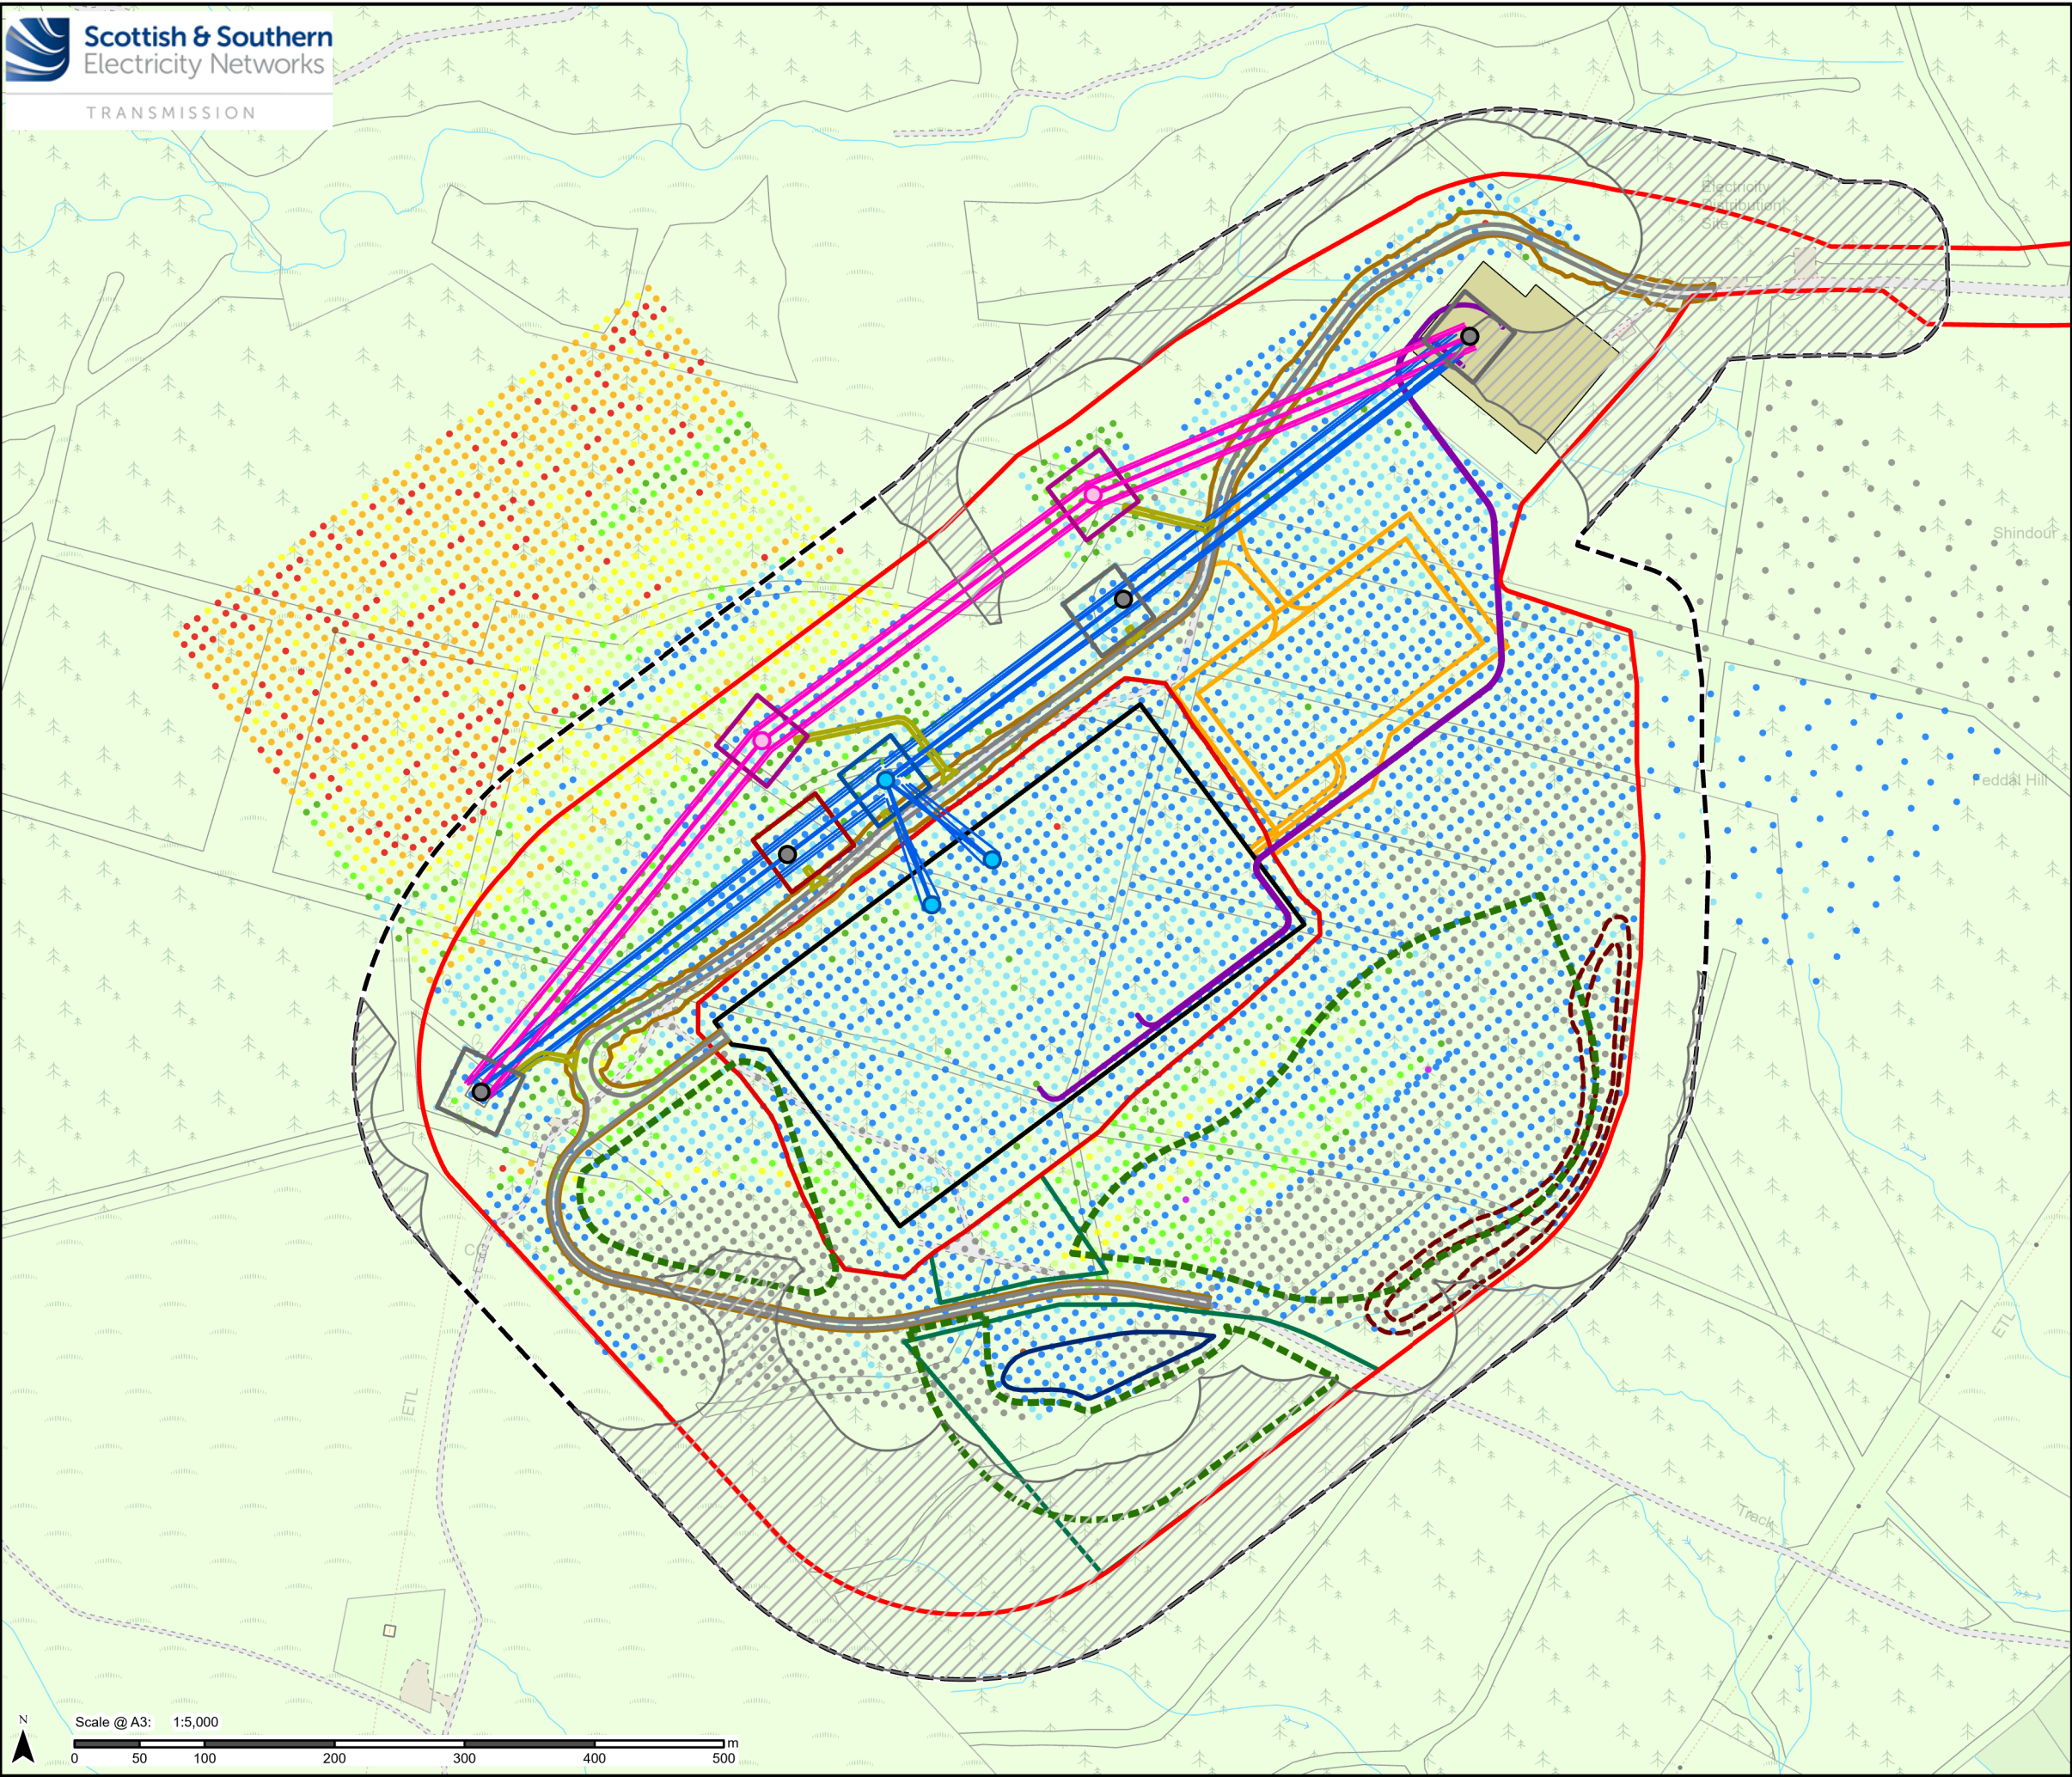 Scottish & Southern
Electricity Networks
TRANSMISSION
Electricity
Distribution
Site
Shindour
Peddal Hill
ETL
ETL
Track
N
Scale @ A3: 1:5,000
0 50 100 200 300 400 500 m